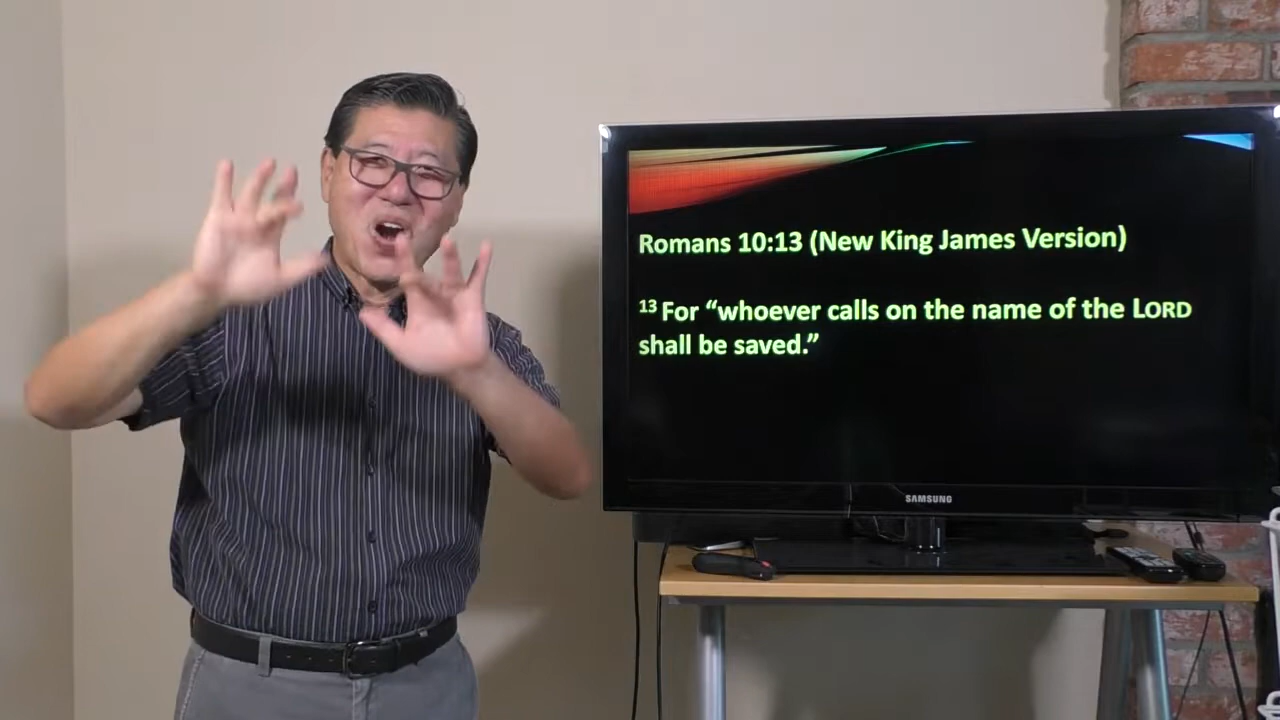 Romans 10:13 (New King James Version)
13 For “whoever calls on the name of the LORD
shall be saved.”
SAMSUNG